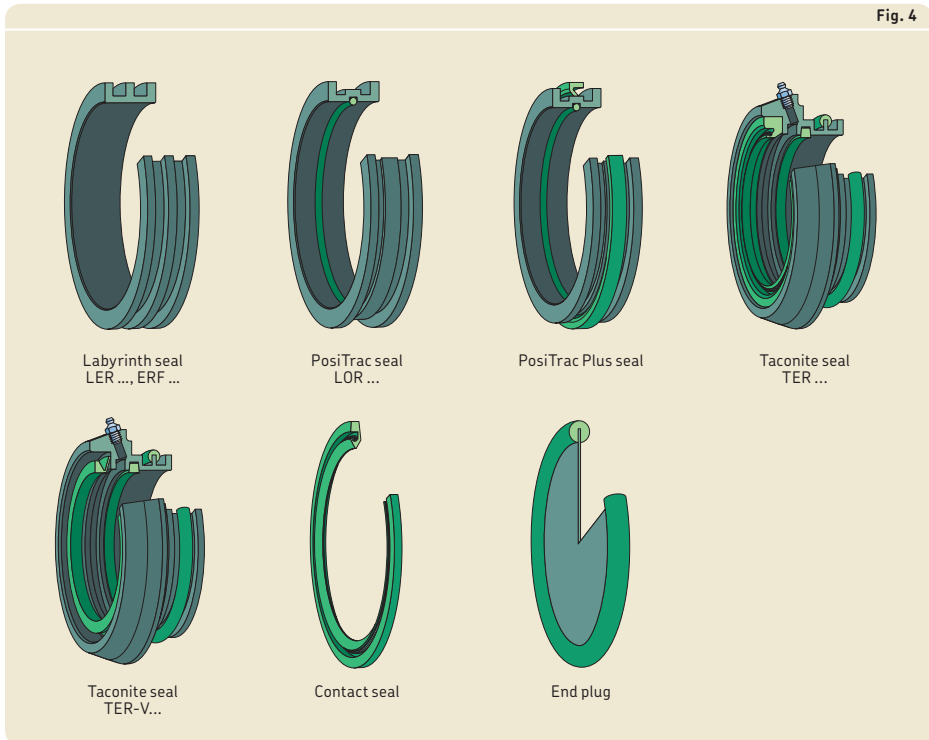 Fig. 4
Labyrinth seal
LER ..., ERF ...
PosiTrac seal
LOR ...
PosiTrac Plus seal
Taconite seal
TER ...
Taconite seal
TER-V...
Contact seal
End plug